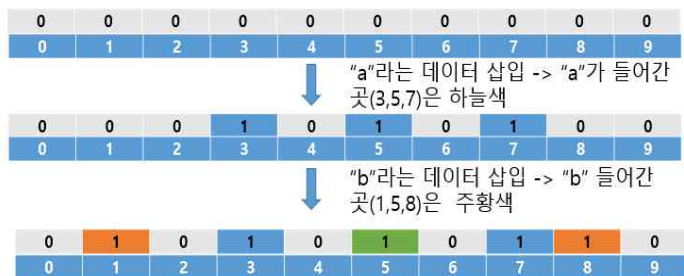 0 0 0 0 0 0 0 0 0 0
0 1 2 3 4 5 6 7 8 9
“a”라는 데이터 삽입 -> “a”가 들어간
곳(3,5,7)은 하늘색
0 0 0 1 0 1 0 1 0 0
0 1 2 3 4 5 6 7 8 9
“b”라는 데이터 삽입 -> “b” 들어간
곳(1,5,8)은 주황색
0 1 0 1 0 1 0 1 1 0
0 1 2 3 4 5 6 7 8 9